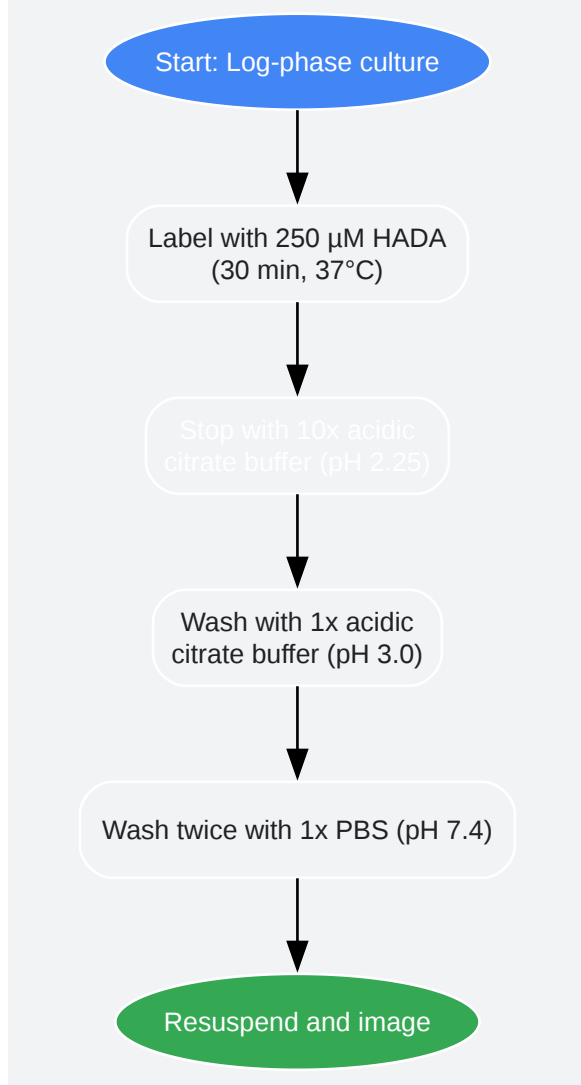 Start: Log-phase culture
Label with 250 µM HADA
(30 min, 37°C)
Stop with 10x acidic
citrate buffer (pH 2.25)
Wash with 1x acidic
citrate buffer (pH 3.0)
Wash twice with 1x PBS (pH 7.4)
Resuspend and image